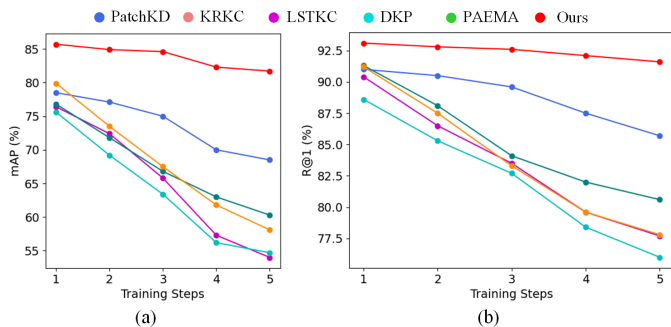 PatchKD KRKC LSTKC DKP PAEMA Ours
85
80
75
70
65
60
55
mAP (%)
1 2 3 4 5
Training Steps
(a)
92.5
90.0
87.5
85.0
82.5
80.0
77.5
R@1 (%)
1 2 3 4 5
Training Steps
(b)